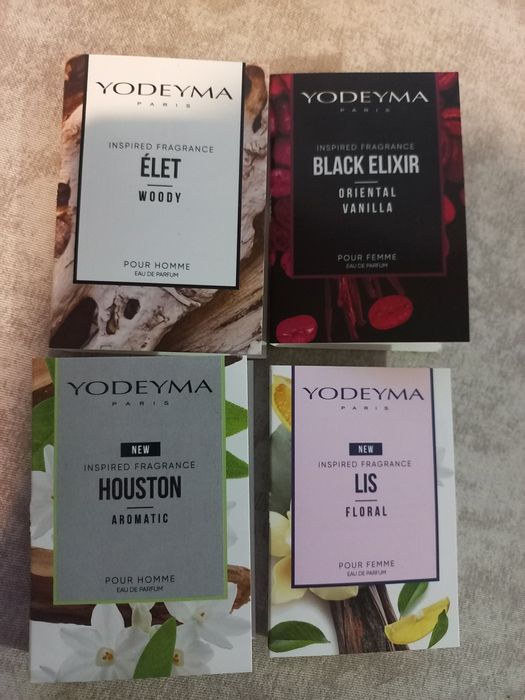 YODEYMA
PARIS
INSPIRED FRAGRANCE
ÉLET
WOODY
POUR HOMME
EAU DE PARFUM
YODEYMA
PARIS
INSPIRED FRAGRANCE
BLACK ELIXIR
ORIENTAL
VANILLA
POUR FEMME
EAU DE PARFUM
YODEYMA
PARIS
NEW
INSPIRED FRAGRANCE
HOUSTON
AROMATIC
POUR HOMME
EAU DE PARFUM
YODEYMA
PARIS
NEW
INSPIRED FRAGRANCE
LIS
FLORAL
POUR FEMME
EAU DE PARFUM